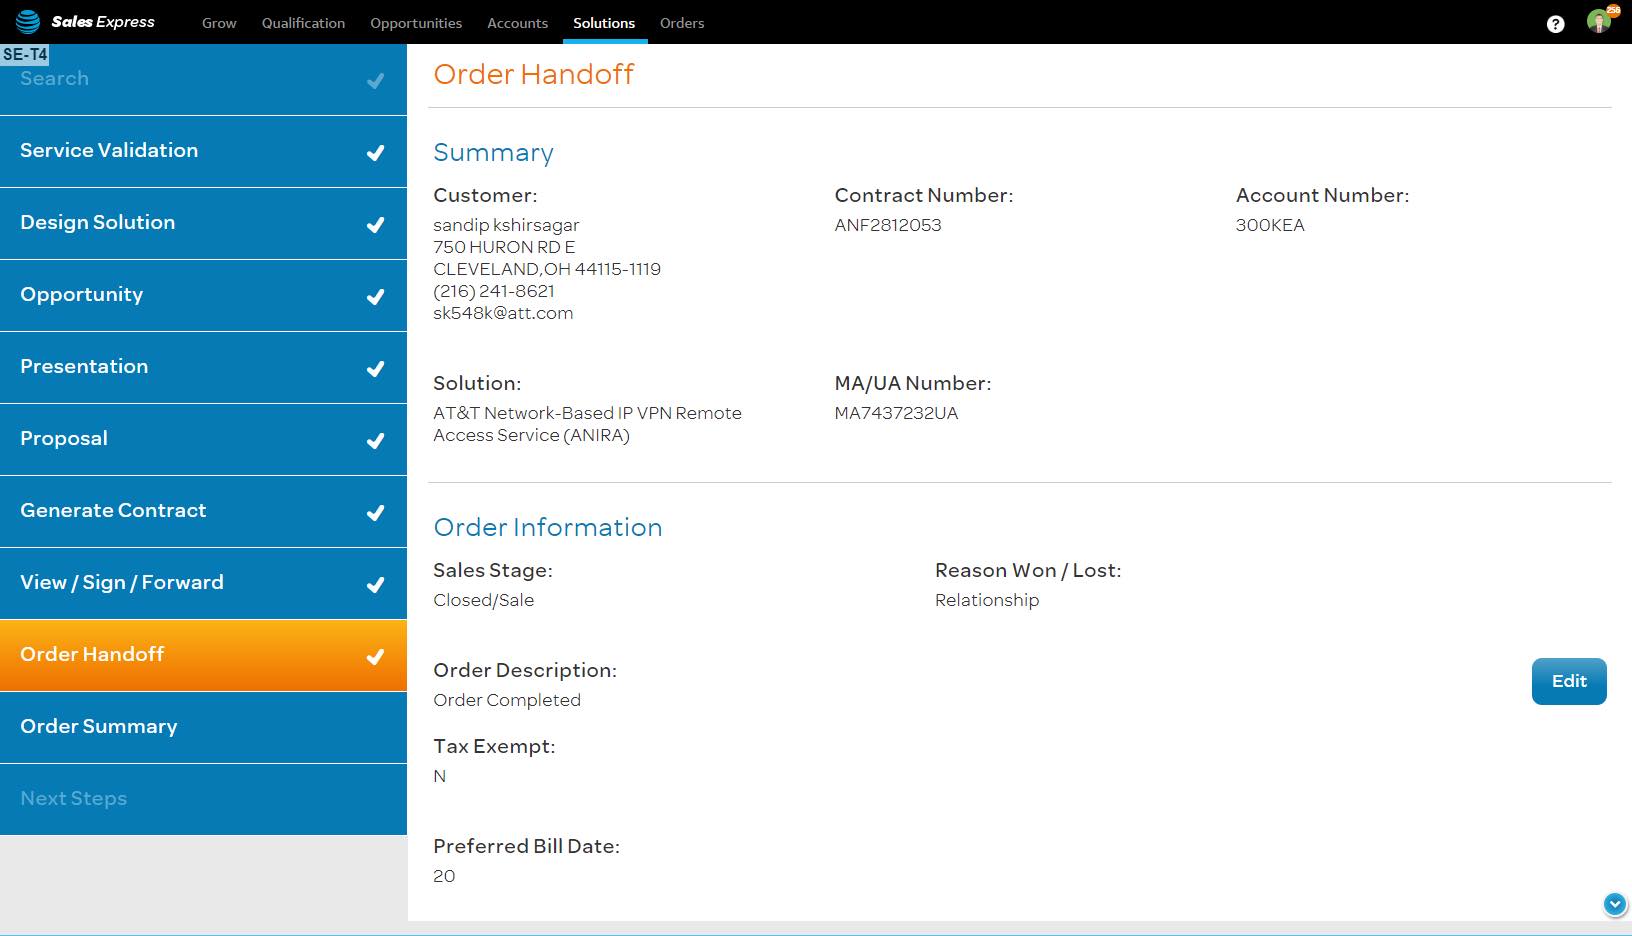 Sales Express
Grow
Qualification
Opportunities
Accounts
Solutions
Orders
?
258
SE-T4
Search
Service Validation
Design Solution
Opportunity
Presentation
Proposal
Generate Contract
View / Sign / Forward
Order Handoff
Order Summary
Next Steps
Order Handoff
Summary
Customer:
sandip kshirsagar
750 HURON RD E
CLEVELAND,OH 44115-1119
(216) 241-8621
sk548k@att.com
Contract Number:
ANF2812053
Account Number:
300KEA
Solution:
AT&T Network-Based IP VPN Remote
Access Service (ANIRA)
MA/UA Number:
MA7437232UA
Order Information
Sales Stage:
Closed/Sale
Reason Won / Lost:
Relationship
Order Description:
Order Completed
Edit
Tax Exempt:
N
Preferred Bill Date:
20